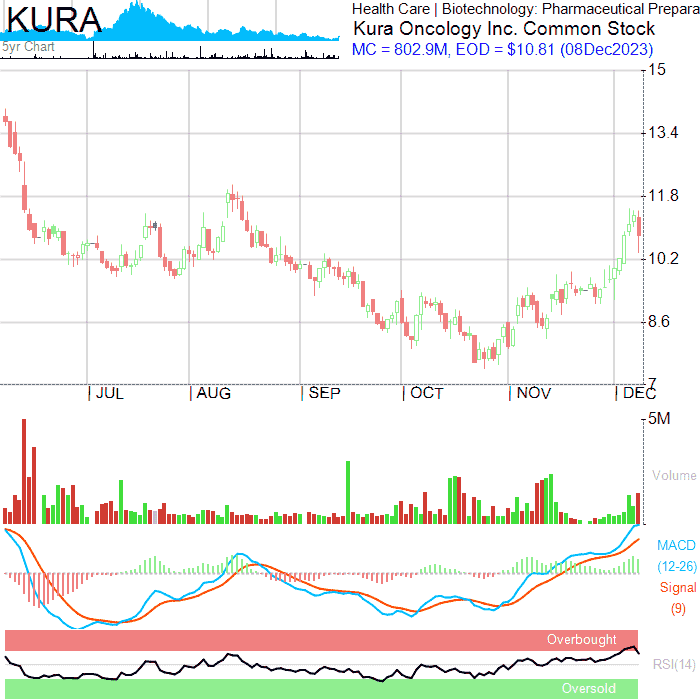 KURA
5yr Chart
Health Care | Biotechnology: Pharmaceutical Prepara
Kura Oncology Inc. Common Stock
MC = 802.9M, EOD = $10.81 (08Dec2023)
15
13.4
11.8
10.2
8.6
7
JUL AUG SEP OCT NOV DEC
5M
Volume
MACD
(12-26)
Signal
(9)
Overbought
RSI(14)
Oversold